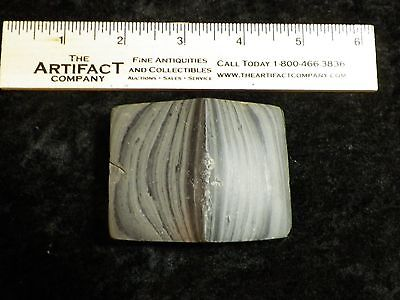 1 2 3 4 5 6
THE
ARTIFACT
COMPANY
FINE ANTIQUITIES
AND COLLECTIBLES
AUCTIONS • SALES • SERVICE
CALL TODAY 1-800-466-3836
WWW.THEARTIFACTCOMPANY.COM